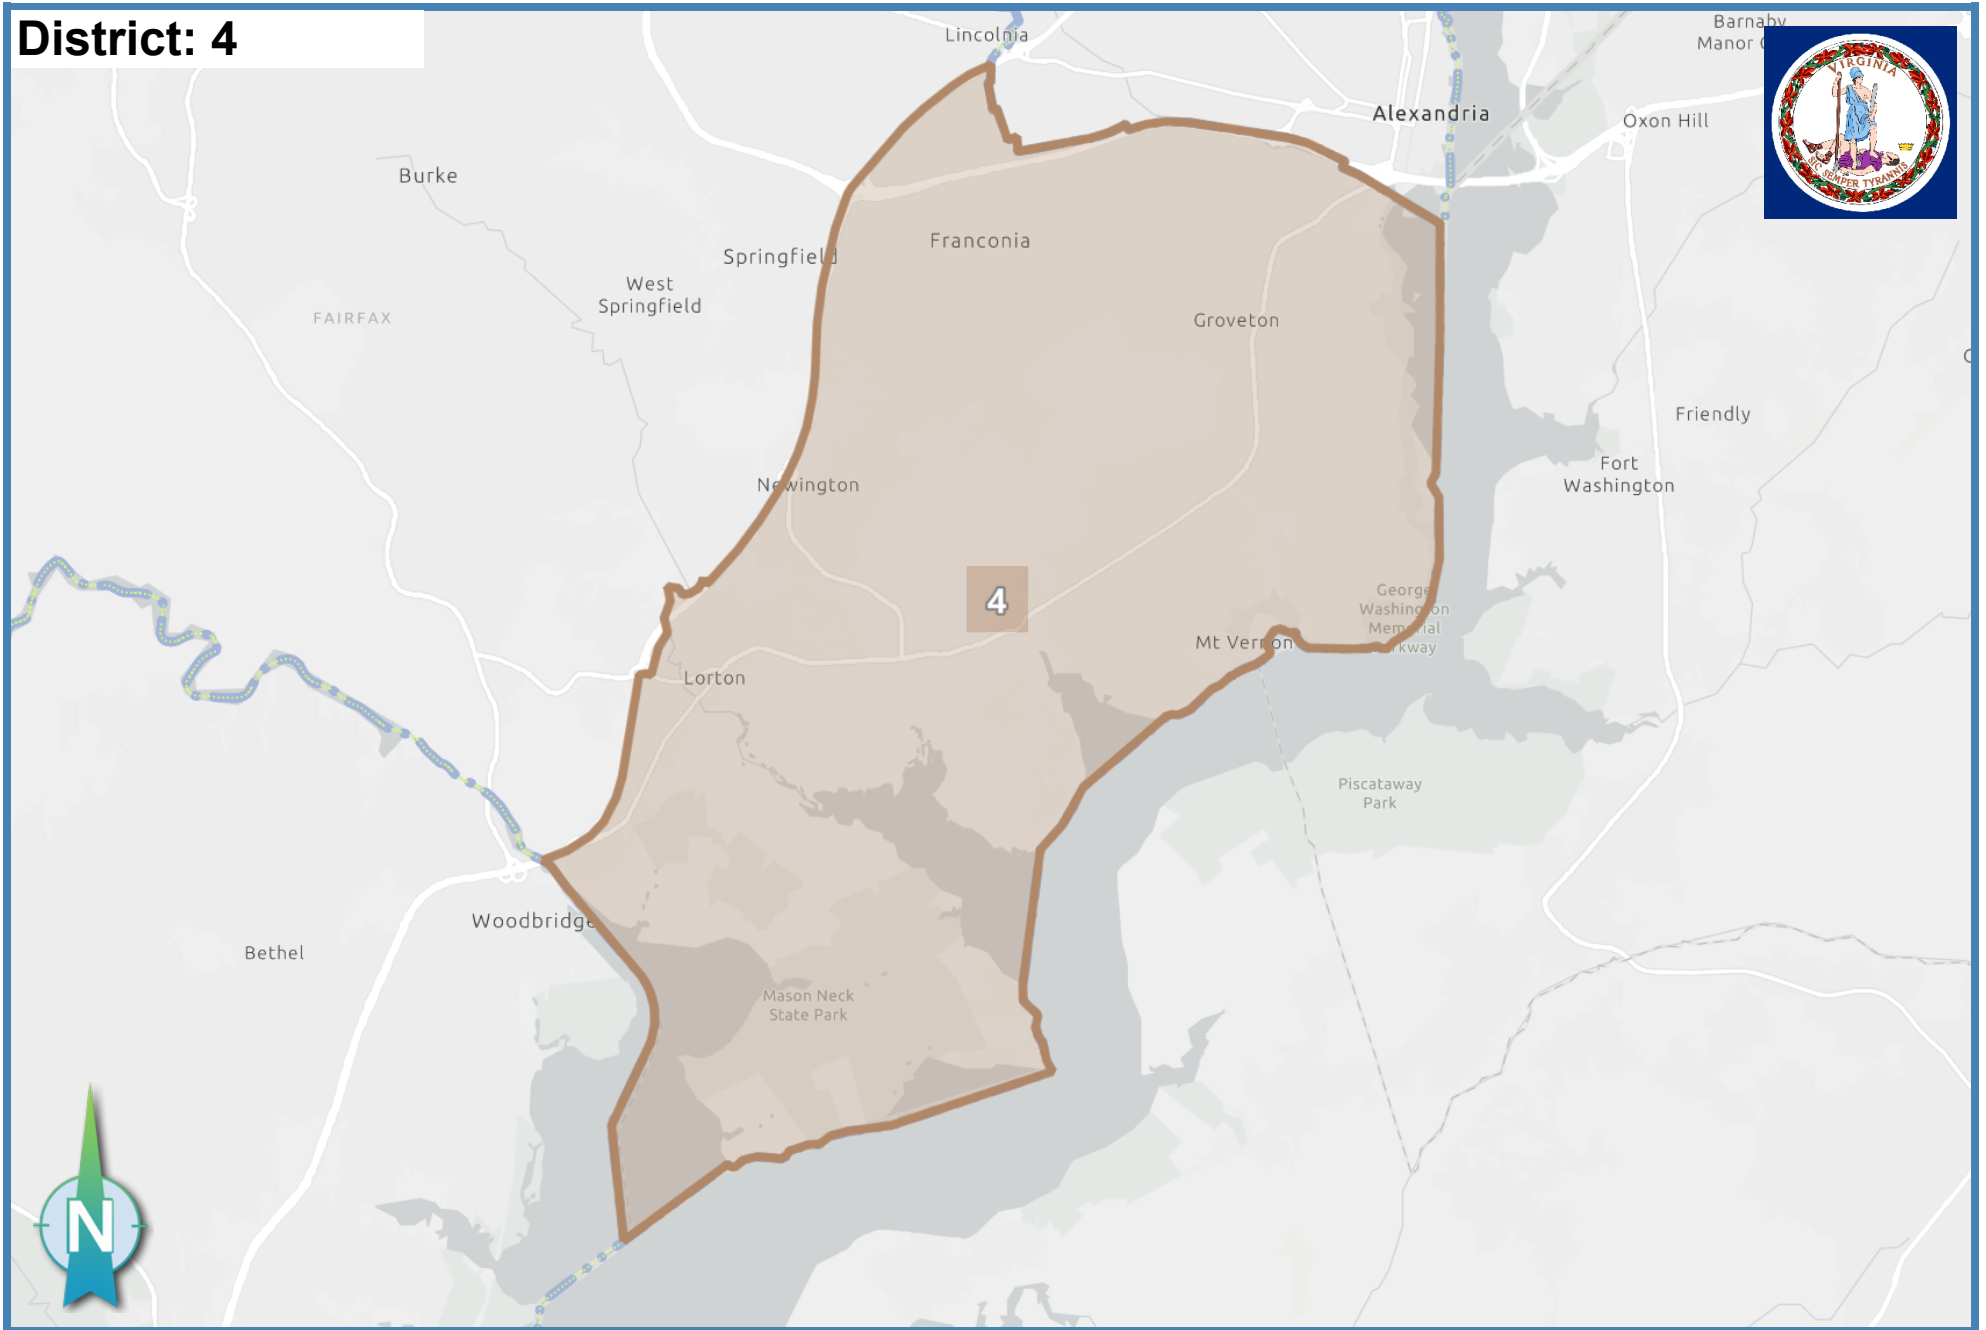 District: 4
Lincolnia
Barnaby
Manor
VIRGINIA
SIC SEMPER TYRANNIS
Alexandria
Oxon Hill
Burke
Springfield
Franconia
West
Springfield
FAIRFAX
Groveton
Friendly
Fort
Washington
Newington
4
George
Washington
Memorial
Parkway
Mt Vernon
Lorton
Piscataway
Park
Woodbridge
Bethel
Mason Neck
State Park
N